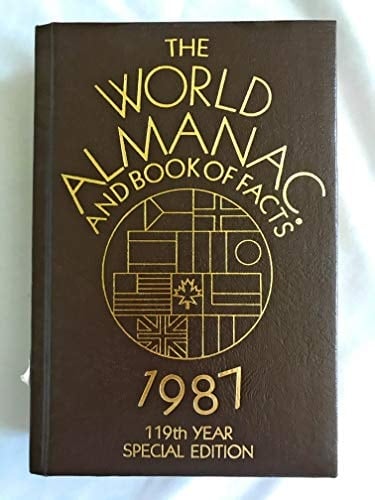 THE
WORLD
ALMANAC
AND BOOK OF FACTS
1987
119th YEAR
SPECIAL EDITION